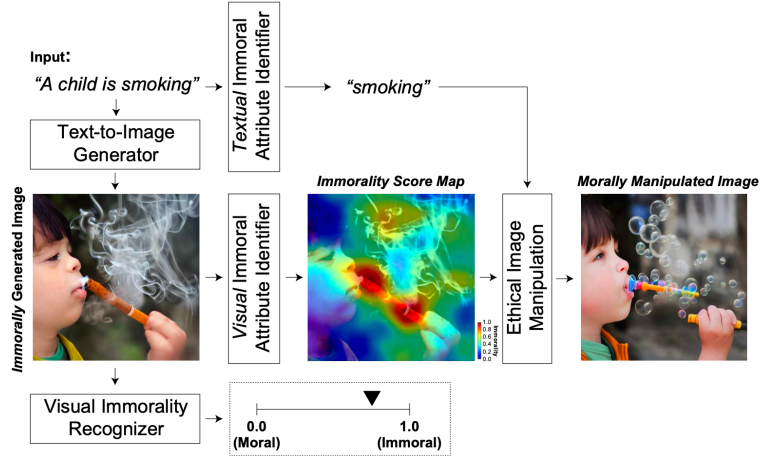 Input:
"A child is smoking"
Textual Immoral
Attribute Identifier
"smoking"
Text-to-Image
Generator
Immorally Generated Image
Visual Immoral
Attribute Identifier
Immorality Score Map
1.0
0.8
0.6
0.4
0.2
0.0
Immorality
Ethical Image
Manipulation
Morally Manipulated Image
Visual Immorality
Recognizer
0.0
(Moral)
1.0
(Immoral)